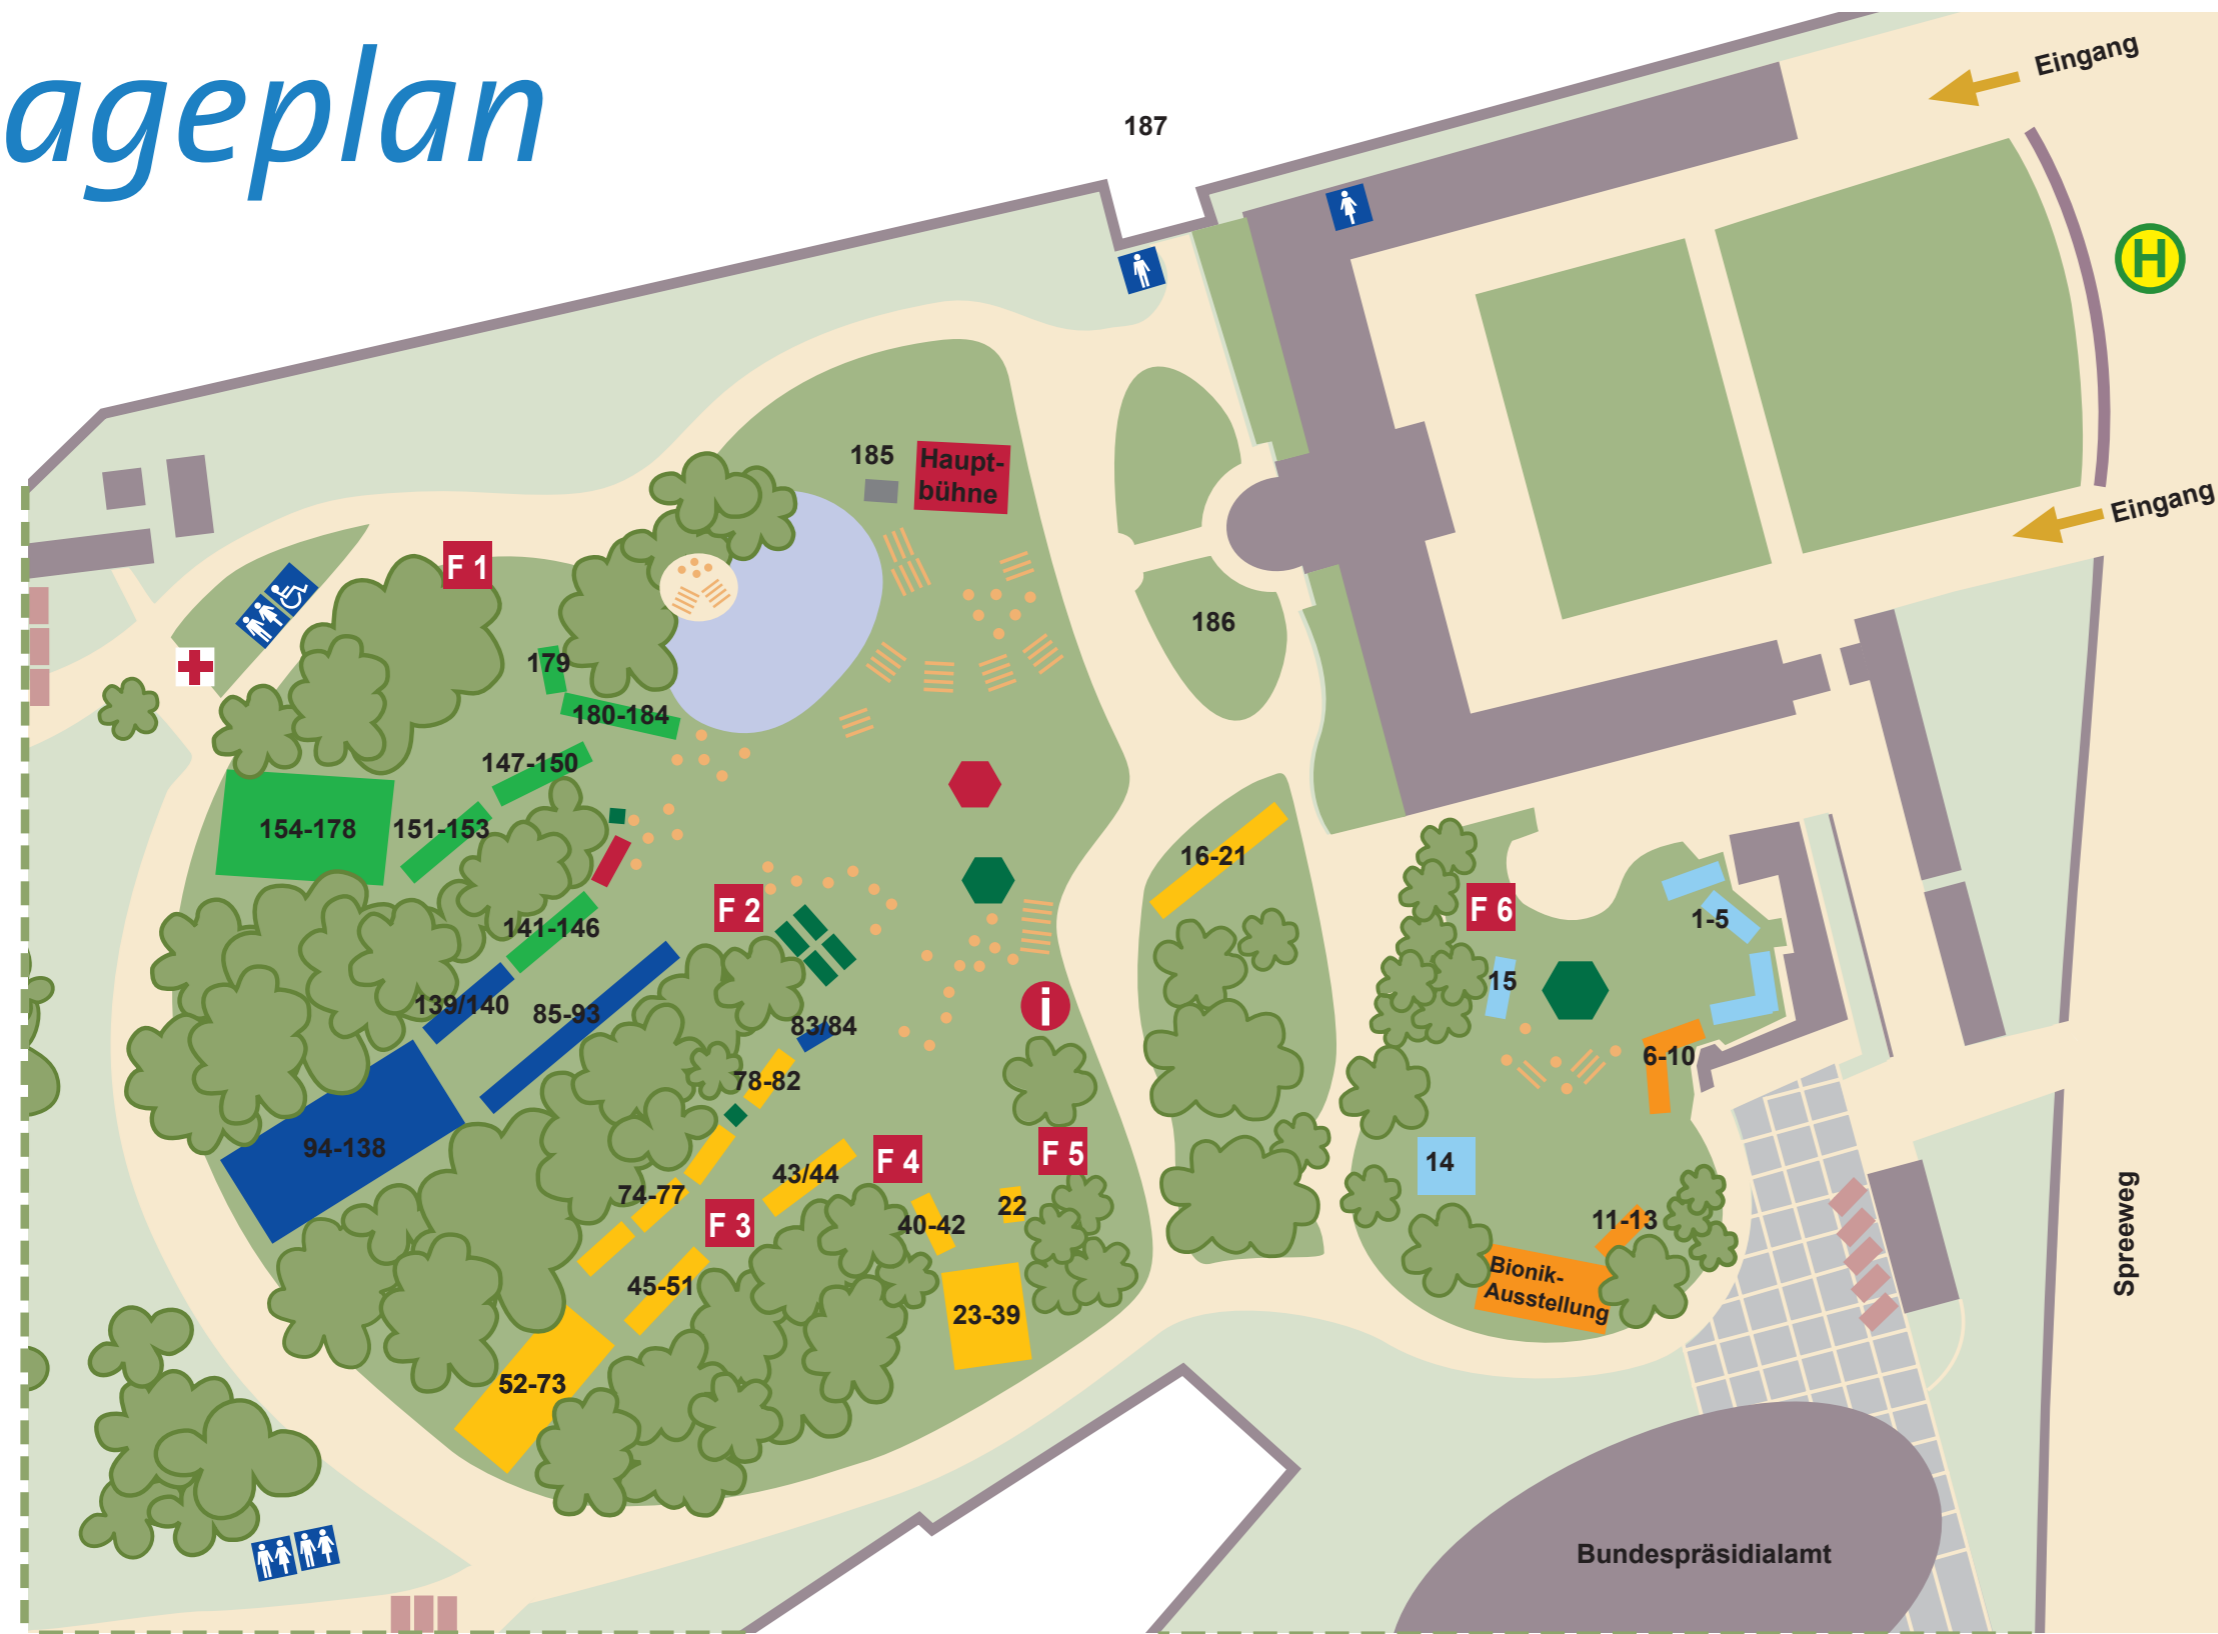 ageplan
Eingang
187
H
Eingang
185
Haupt-
bühne
F 1
186
179
180-184
147-150
154-178
151-153
16-21
F 2
F 6
1-5
141-146
15
139/140
85-93
i
83/84
6-10
78-82
94-138
F 4
F 5
14
43/44
74-77
22
F 3
40-42
11-13
Spreeweg
45-51
Bionik-
Ausstellung
23-39
52-73
Bundespräsidialamt